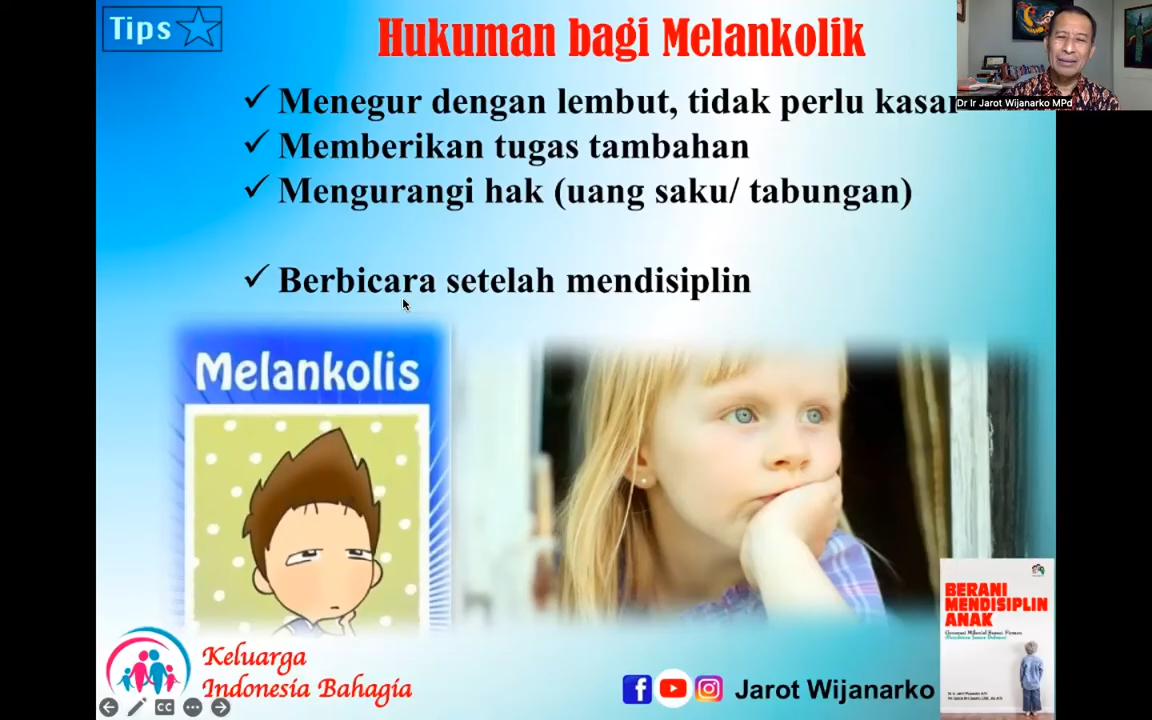 Tips
Hukuman bagi Melankolik
Dr Ir Jarot Wijanarko MPd
✓ Menegur dengan lembut, tidak perlu kasar
✓ Memberikan tugas tambahan
✓ Mengurangi hak (uang saku/ tabungan)
✓ Berbicara setelah mendisiplin
Melankolis
BERANI
MENDISIPLIN
ANAK
Keluarga
Indonesia Bahagia
Jarot Wijanarko
CC